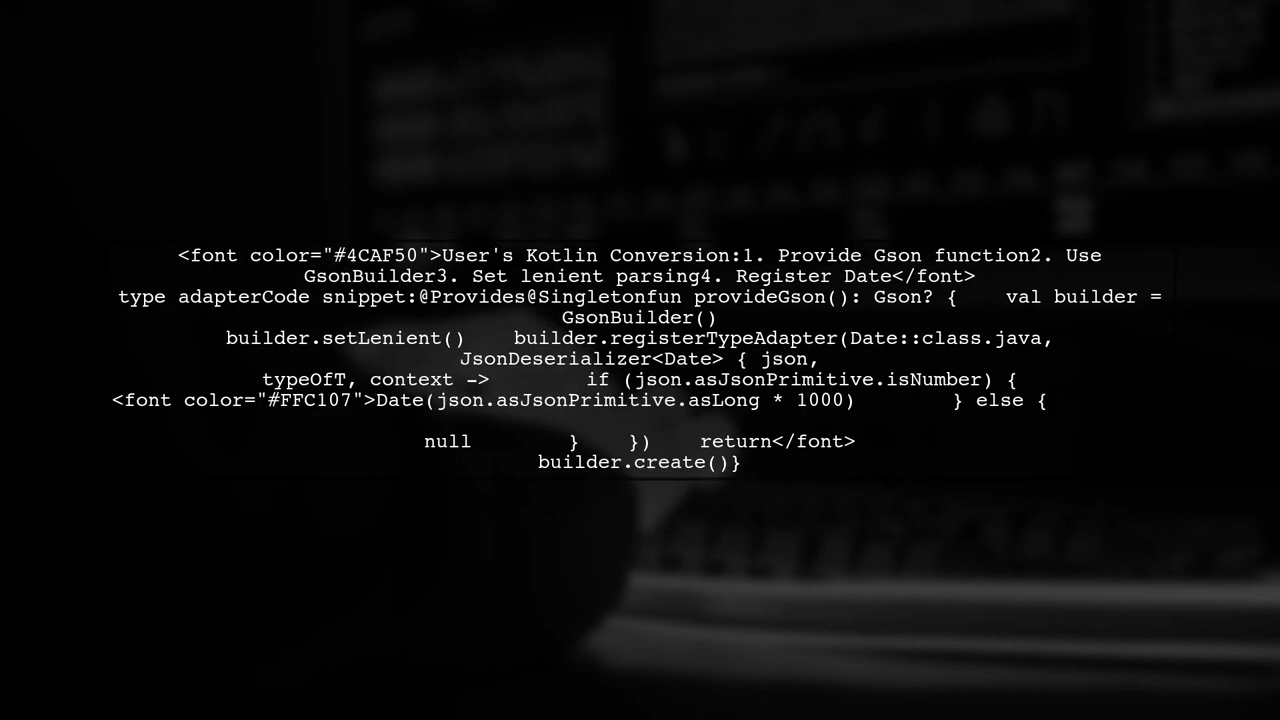 <font color="#4CAF50">User's Kotlin Conversion:1. Provide Gson function2. Use
GsonBuilder3. Set lenient parsing4. Register Date</font>
type adapterCode snippet:@Provides@Singletonfun provideGson(): Gson? {    val builder =
GsonBuilder()
builder.setLenient()    builder.registerTypeAdapter(Date::class.java,
JsonDeserializer<Date> { json,
typeOfT, context ->        if (json.asJsonPrimitive.isNumber) {
<font color="#FFC107">Date(json.asJsonPrimitive.asLong * 1000)        } else {
null        }    })    return</font>
builder.create()}